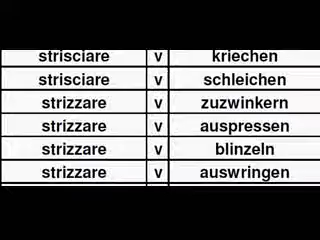 strisciare v kriechen
strisciare v schleichen
strizzare v zuzwinkern
strizzare v auspressen
strizzare v blinzeln
strizzare v auswringen